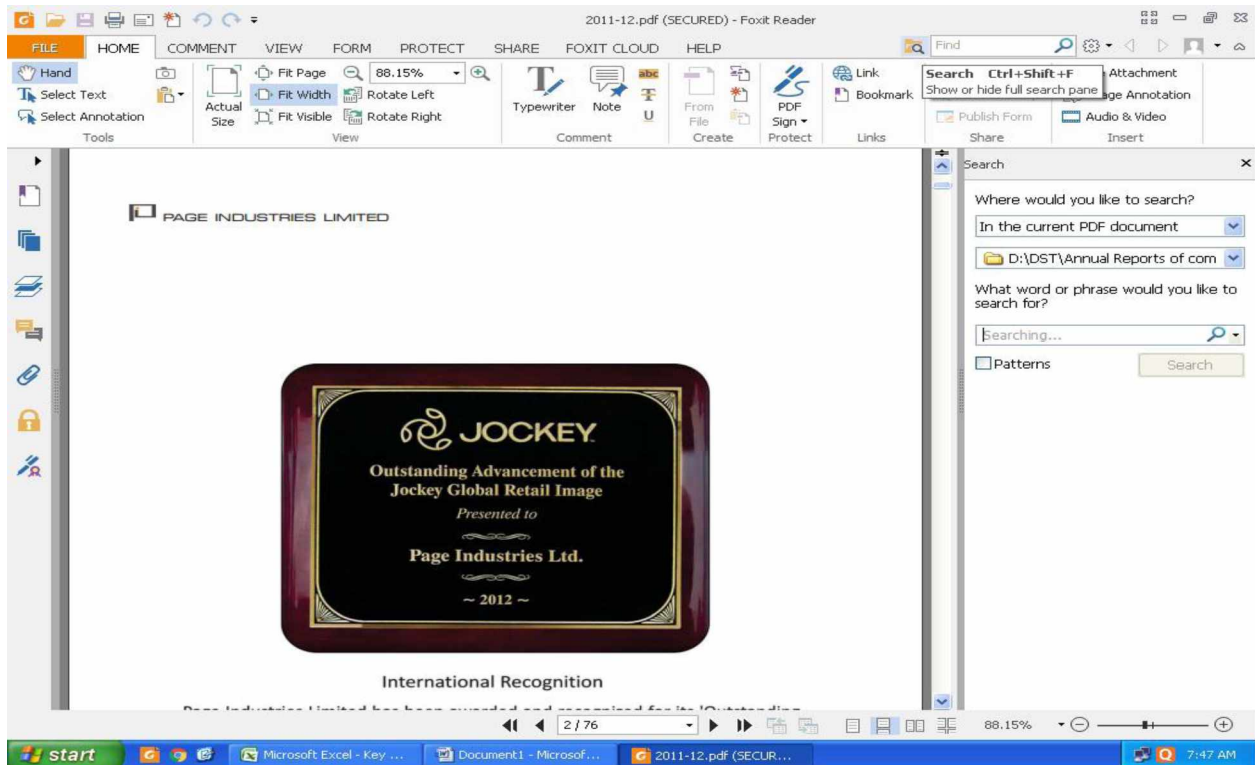 2011-12.pdf (SECURED) - Foxit Reader
FILE HOME COMMENT VIEW FORM PROTECT SHARE FOXIT CLOUD HELP
Find
Hand
Select Text
Select Annotation
Tools
Actual
Size
Fit Page
Fit Width
Fit Visible
88.15%
Rotate Left
Rotate Right
View
Typewriter
Note
abc
T
U
Comment
From
File
Create
PDF
Sign
Protect
Link
Bookmark
Links
Search Ctrl+Shift+F
Show or hide full search pane
Publish Form
Share
Attachment
ge Annotation
Audio & Video
Insert
PAGE INDUSTRIES LIMITED
JOCKEY
Outstanding Advancement of the
Jockey Global Retail Image
Presented to
Page Industries Ltd.
~ 2012 ~
International Recognition
Search
Where would you like to search?
In the current PDF document
D:\DST\Annual Reports of com
What word or phrase would you like to
search for?
Searching...
Patterns
Search
2 / 76
88.15%
start
Microsoft Excel - Key ...
Document1 - Microsof...
2011-12.pdf (SECUR...
7:47 AM